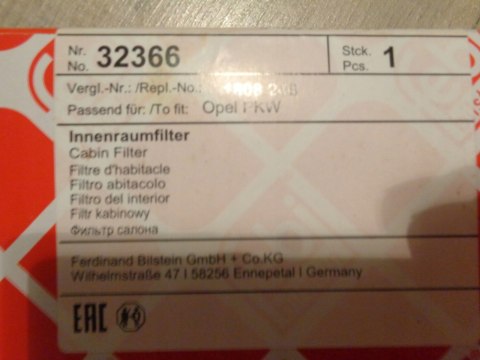 Nr. No. 32366 Stck. Pcs. 1
Vergl.-Nr.: /Repl.-No.:
Passend für: /To fit: Opel PKW
Innenraumfilter
Cabin Filter
Filtre d'habitacle
Filtro abitacolo
Filtro del interior
Filtr kabinowy
Фильтр салона
Ferdinand Bilstein GmbH + Co.KG
Wilhelmstraße 47 I 58256 Ennepetal I Germany
EAC